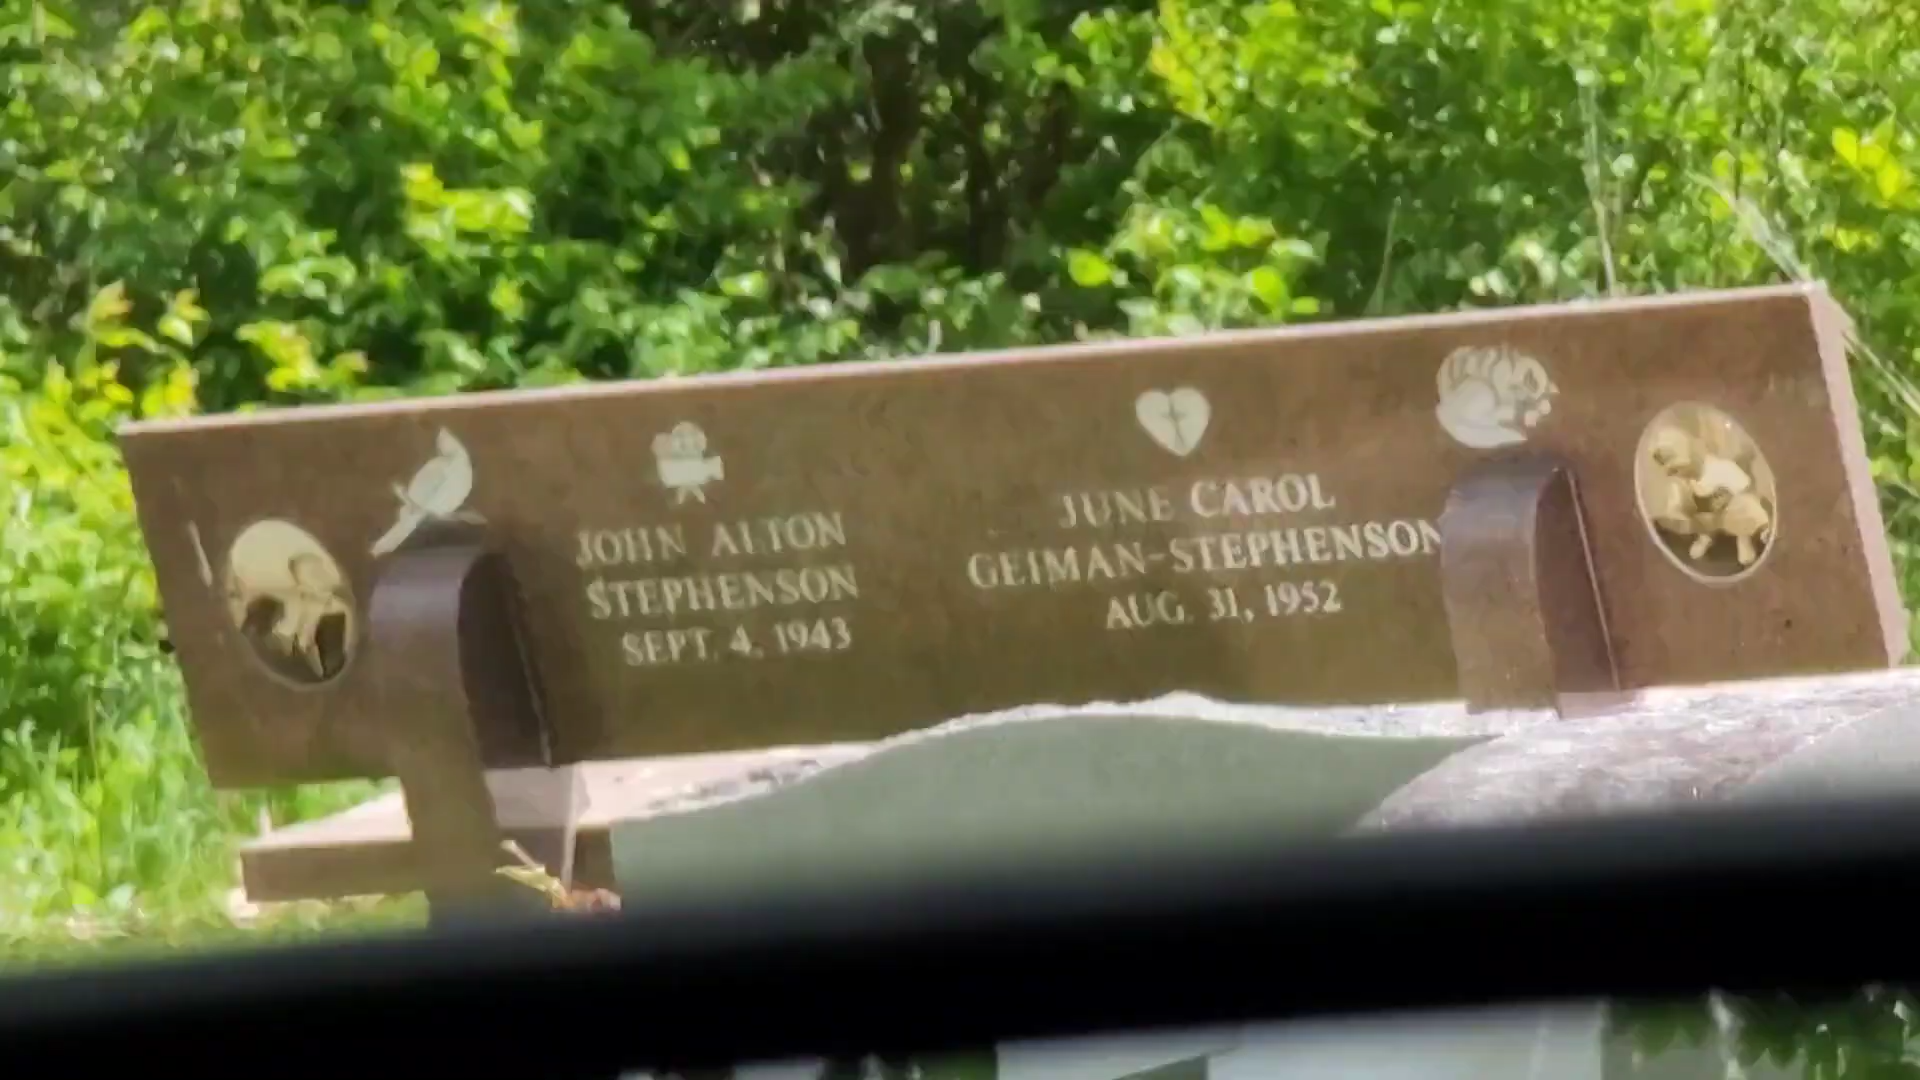 JOHN ALTON
STEPHENSON
SEPT. 4, 1943
JUNE CAROL
GEIMAN-STEPHENSON
AUG. 31, 1952